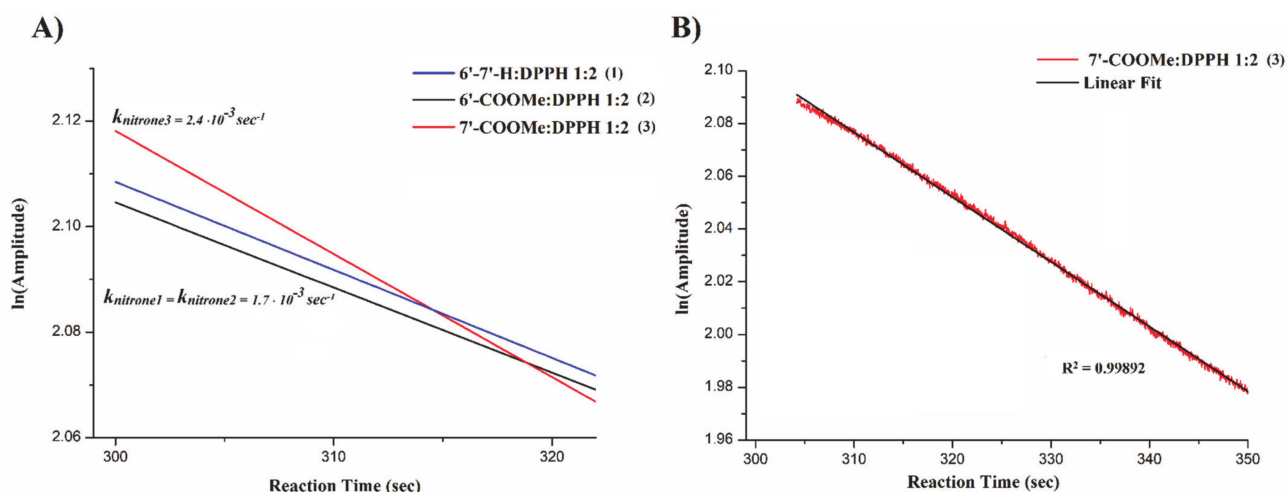 A)
6'-7'-H:DPPH 1:2 (1)
6'-COOMe:DPPH 1:2 (2)
7'-COOMe:DPPH 1:2 (3)
k nitrone3 = 2.4 · 10⁻³ sec⁻¹
k nitrone1 = k nitrone2 = 1.7 · 10⁻³ sec⁻¹
ln(Amplitude)
2.12
2.10
2.08
2.06
300
310
320
Reaction Time (sec)
B)
7'-COOMe:DPPH 1:2 (3)
Linear Fit
R² = 0.99892
ln(Amplitude)
2.10
2.08
2.06
2.04
2.02
2.00
1.98
1.96
300
310
320
330
340
350
Reaction Time (sec)